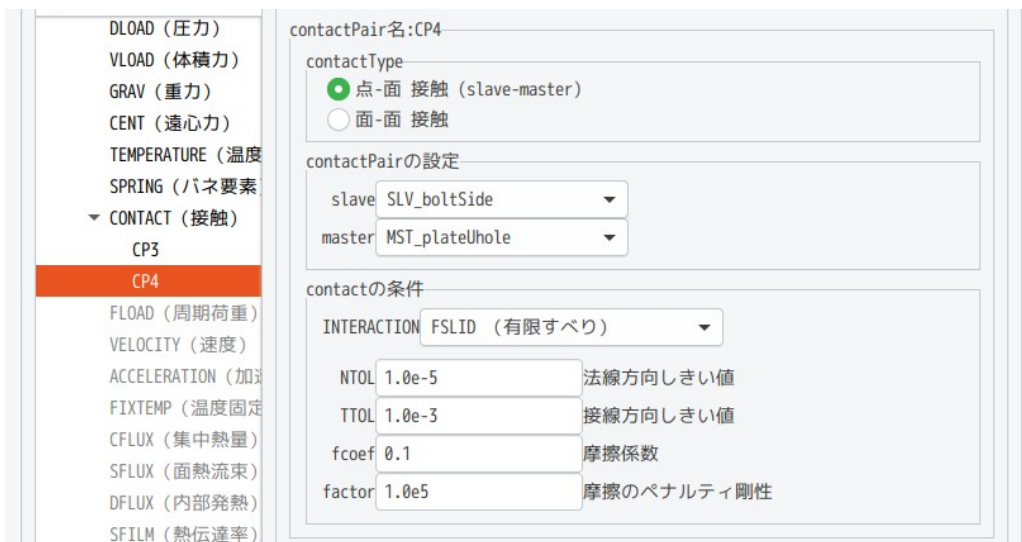 DLOAD (圧力)
VLOAD (体積力)
GRAV (重力)
CENT (遠心力)
TEMPERATURE (温度
SPRING (バネ要素
CONTACT (接触)
CP3
CP4
FLOAD (周期荷重)
VELOCITY (速度)
ACCELERATION (加速
FIXTEMP (温度固定
CFLUX (集中熱量)
SFLUX (面熱流束)
DFLUX (内部発熱)
SFILM (熱伝達率)
contactPair名:CP4
contactType
点-面 接触 (slave-master)
面-面 接触
contactPairの設定
slave SLV_boltSide
master MST_plateUhole
contactの条件
INTERACTION FSLID (有限すべり)
NTOL 1.0e-5 法線方向しきい値
TTOL 1.0e-3 接線方向しきい値
fcoef 0.1 摩擦係数
factor 1.0e5 摩擦のペナルティ剛性